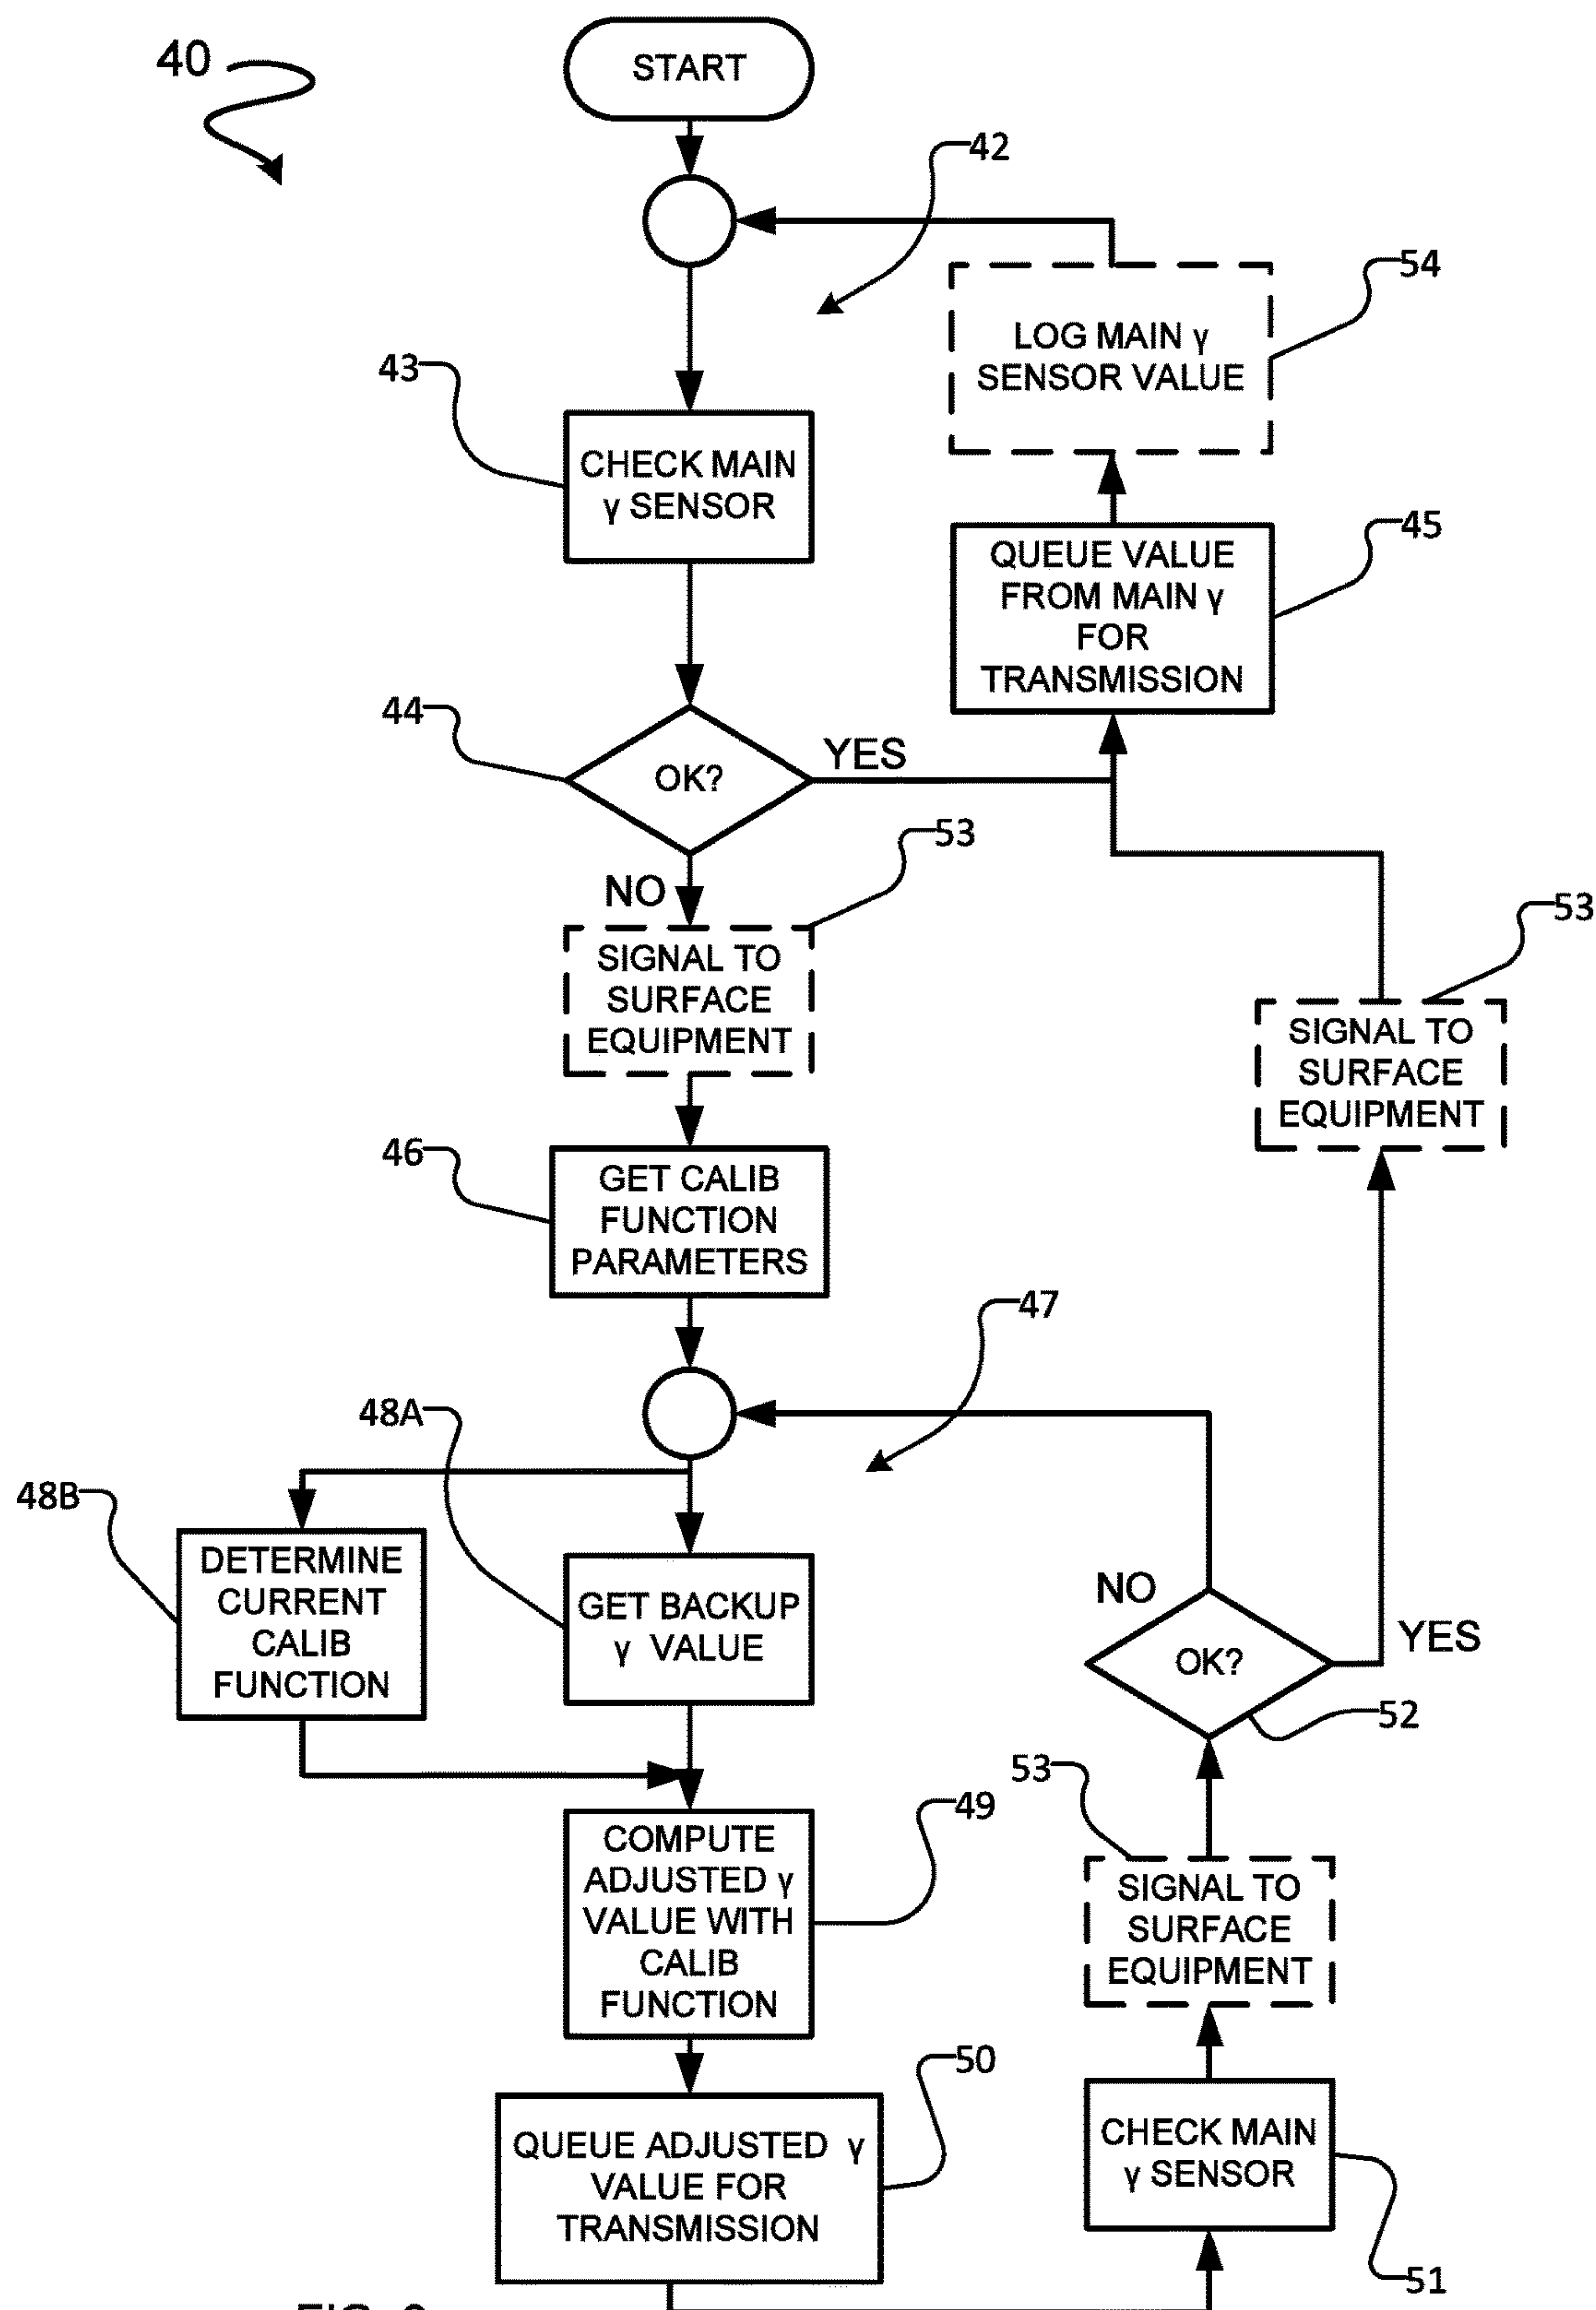 40
START
42
54
LOG MAIN γ
SENSOR VALUE
43
CHECK MAIN
γ SENSOR
45
QUEUE VALUE
FROM MAIN γ
FOR
TRANSMISSION
44
OK?
YES
53
NO
SIGNAL TO
SURFACE
EQUIPMENT
53
SIGNAL TO
SURFACE
EQUIPMENT
46
GET CALIB
FUNCTION
PARAMETERS
47
48A
48B
DETERMINE
CURRENT
CALIB
FUNCTION
GET BACKUP
γ VALUE
NO
OK?
YES
52
53
49
COMPUTE
ADJUSTED γ
VALUE WITH
CALIB
FUNCTION
SIGNAL TO
SURFACE
EQUIPMENT
50
QUEUE ADJUSTED γ
VALUE FOR
TRANSMISSION
CHECK MAIN
γ SENSOR
51